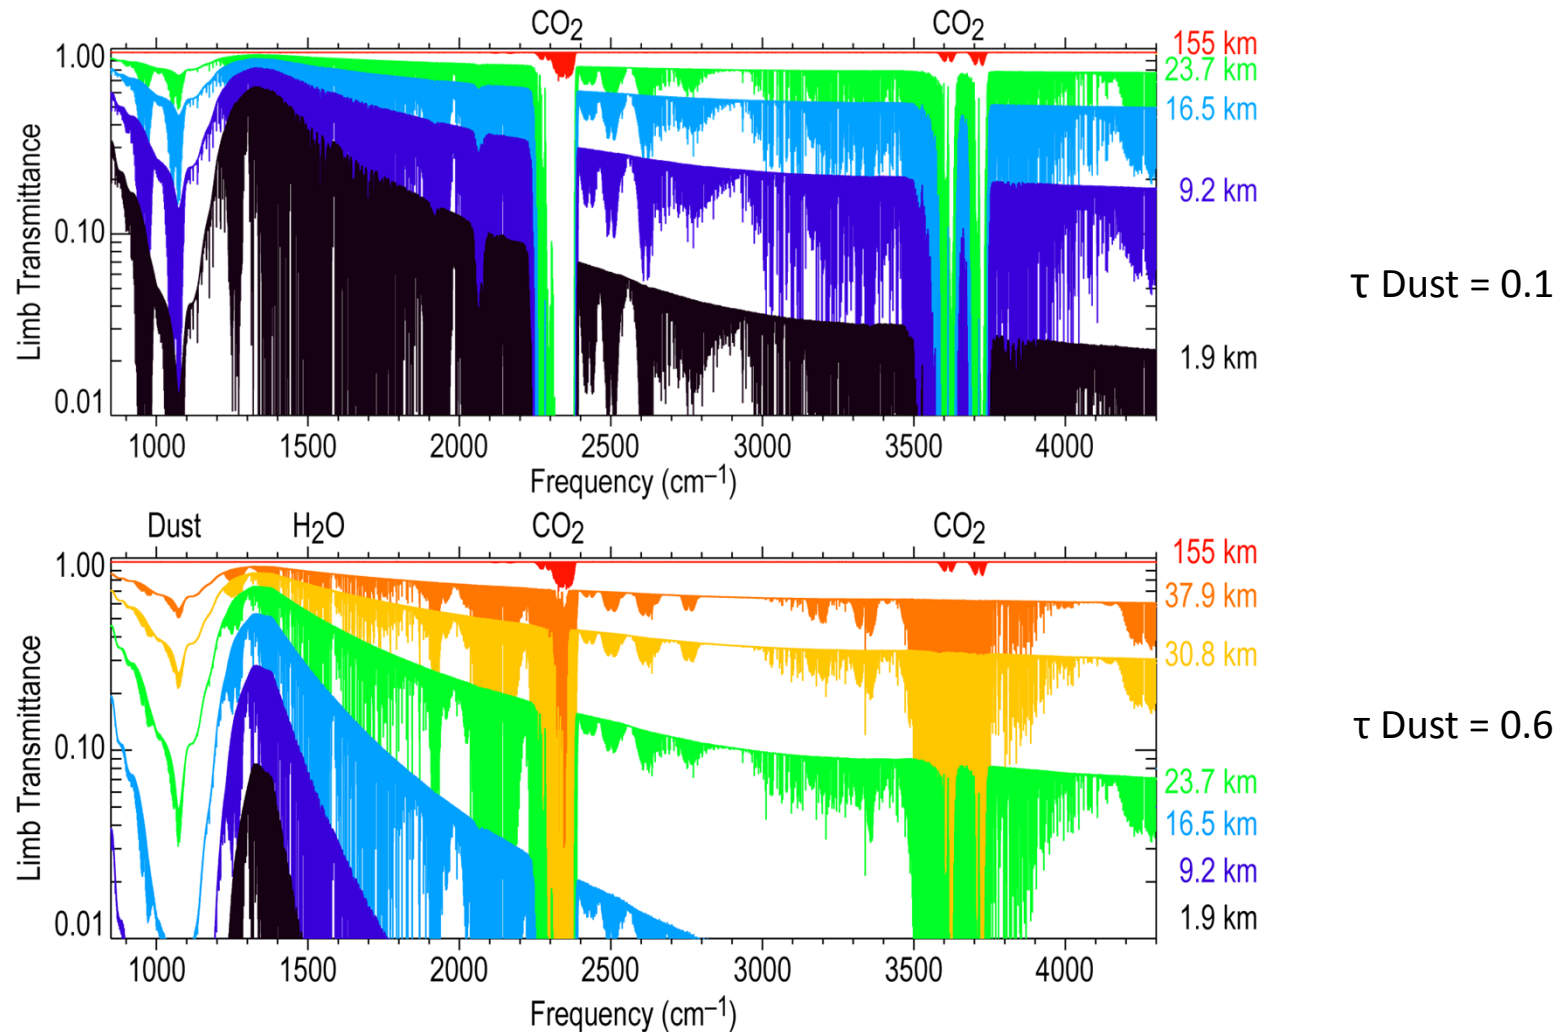 CO2 CO2
1.00 155 km
23.7 km
16.5 km
9.2 km
0.10
Limb Transmittance
τ Dust = 0.1
1.9 km
0.01
1000 1500 2000 2500 3000 3500 4000
Frequency (cm–1)
Dust H2O CO2 CO2
1.00 155 km
37.9 km
30.8 km
0.10
Limb Transmittance
τ Dust = 0.6
23.7 km
16.5 km
9.2 km
1.9 km
0.01
1000 1500 2000 2500 3000 3500 4000
Frequency (cm–1)